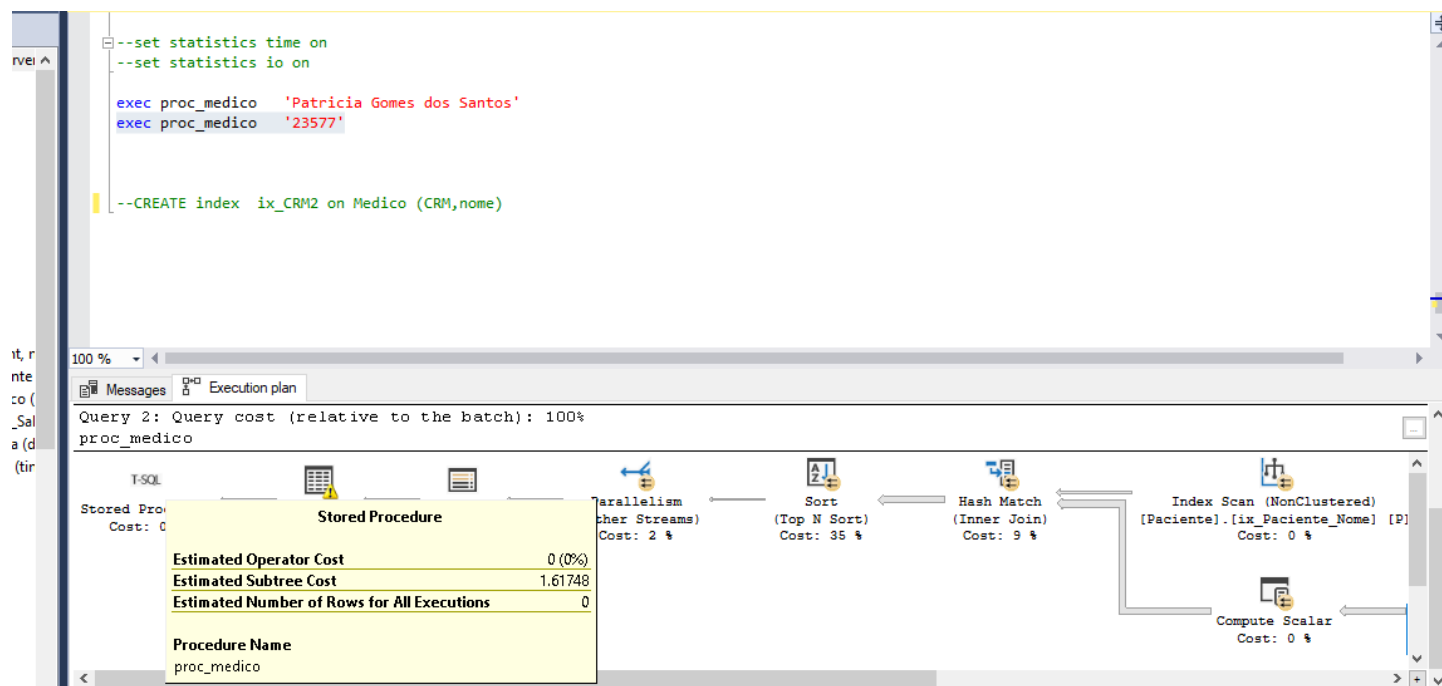 --set statistics time on
--set statistics io on
exec proc_medico 'Patricia Gomes dos Santos'
exec proc_medico '23577'
--CREATE index ix_CRM2 on Medico (CRM,nome)
100 %
Messages
Execution plan
Query 2: Query cost (relative to the batch): 100%
proc_medico
T-SQL
Stored Pro
Cost: 0
Stored Procedure
Estimated Operator Cost 0 (0%)
Estimated Subtree Cost 1.61748
Estimated Number of Rows for All Executions 0
Procedure Name
proc_medico
Parallelism
ther Streams)
Cost: 2 %
Sort
(Top N Sort)
Cost: 35 %
Hash Match
(Inner Join)
Cost: 9 %
Index Scan (NonClustered)
[Paciente].[ix_Paciente_Nome] [P]
Cost: 0 %
Compute Scalar
Cost: 0 %